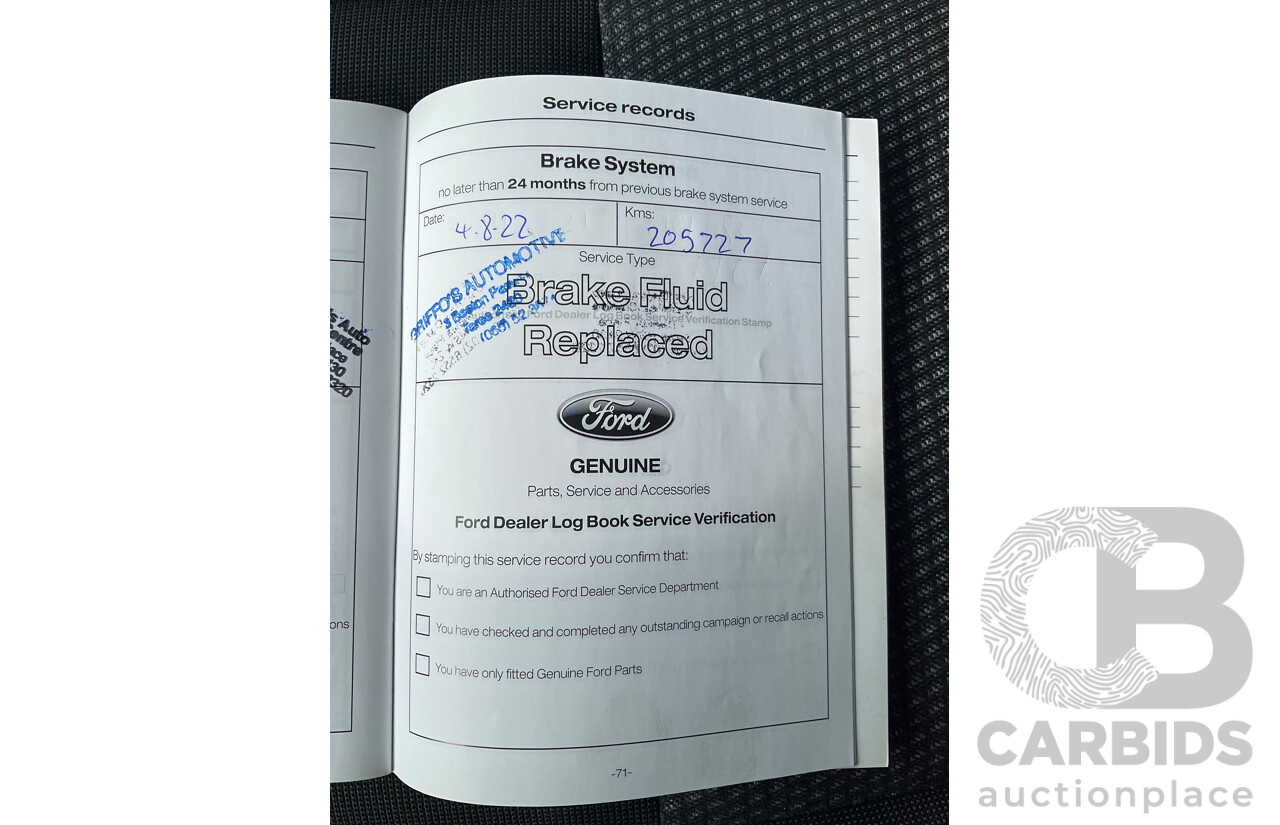 Service records
Brake System
no later than 24 months from previous brake system service
Date: 4.8.22
Kms: 205727
Service Type
GRIFFO'S AUTOMOTIVE
Brake Fluid
Ford Dealer Log Book Service Verification Stamp
Replaced
Ford
GENUINE
Parts, Service and Accessories
Ford Dealer Log Book Service Verification
By stamping this service record you confirm that:
You are an Authorised Ford Dealer Service Department
You have checked and completed any outstanding campaign or recall actions
You have only fitted Genuine Ford Parts
-71-
Auto
ons
CB
CARBIDS
auctionplace